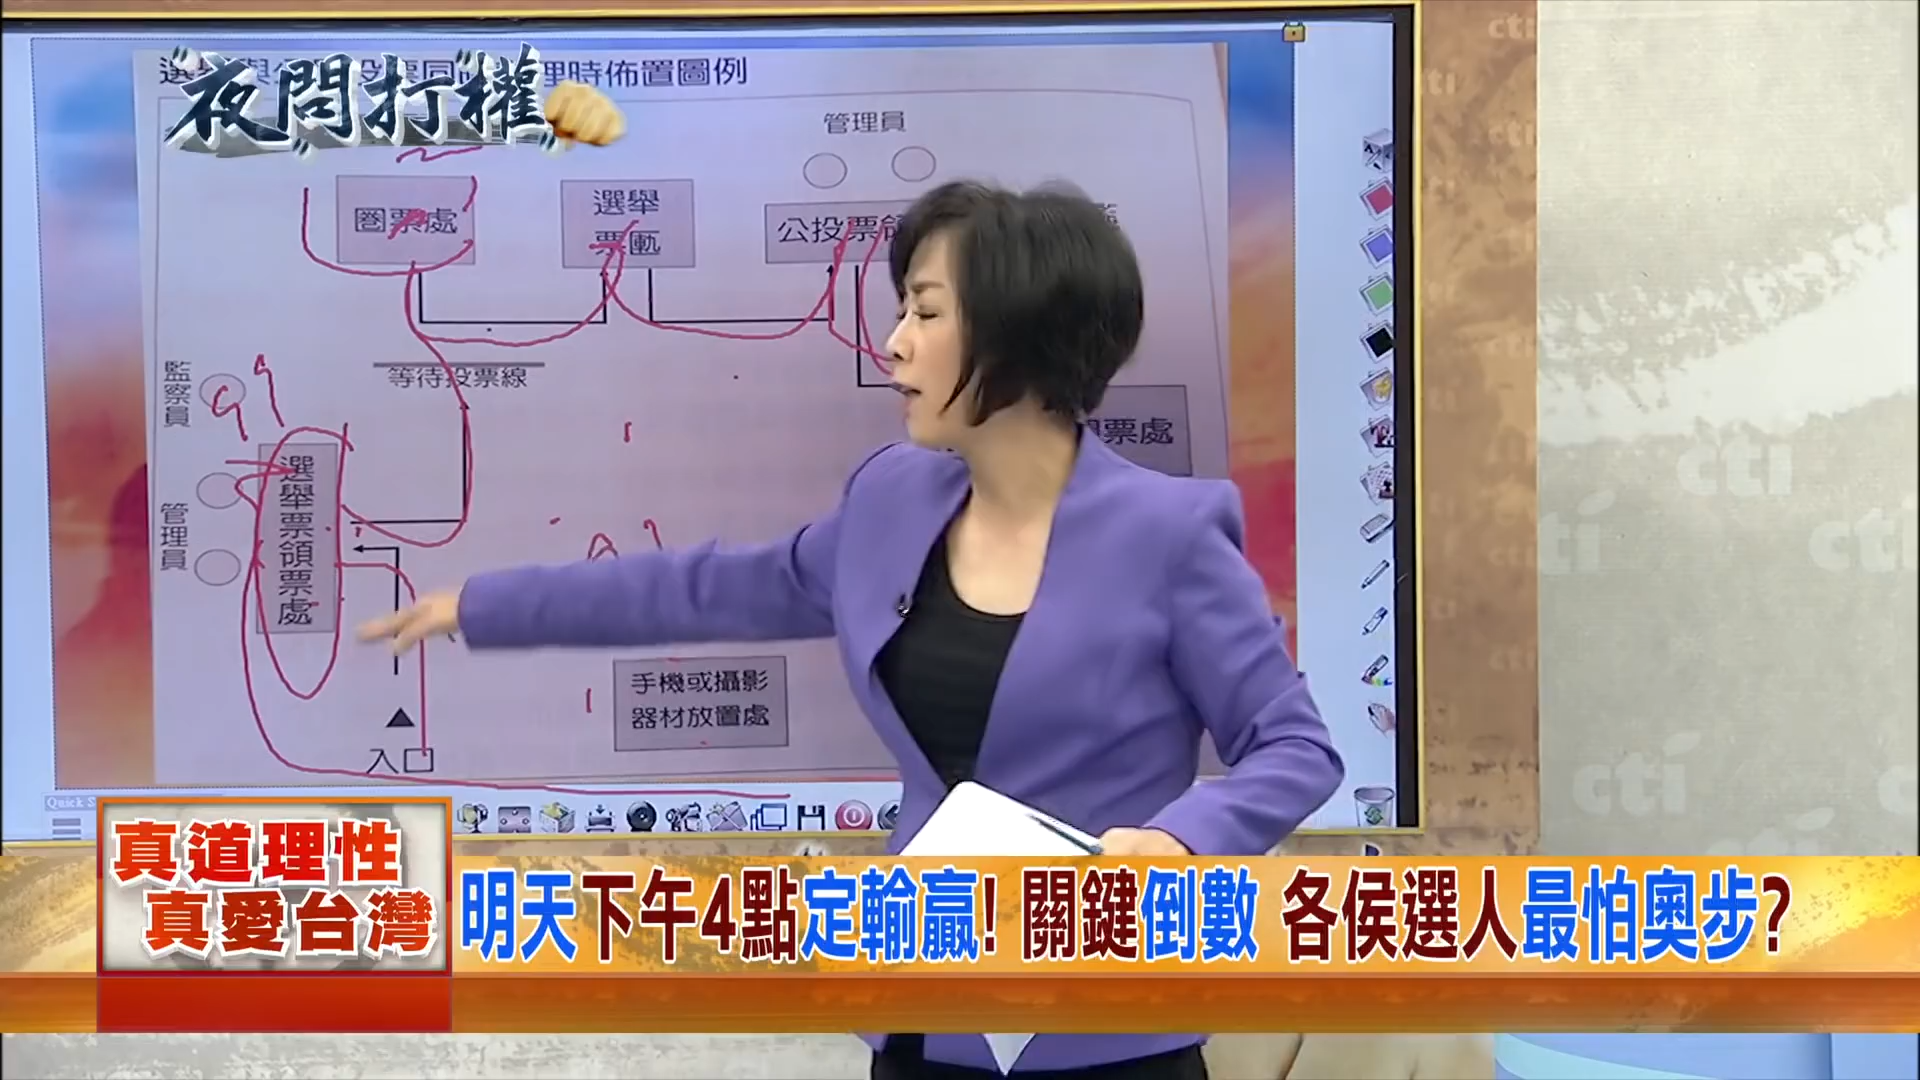 "夜"問打"權"
理時佈置圖例
管理員
圈票處
選舉
票匭
公投票領
等待投票線
監察員
票處
選舉票領票處
管理員
手機或攝影
器材放置處
入口
Quick S
cti
真道理性
真愛台灣
明天下午4點定輸贏! 關鍵倒數 各侯選人最怕奧步?